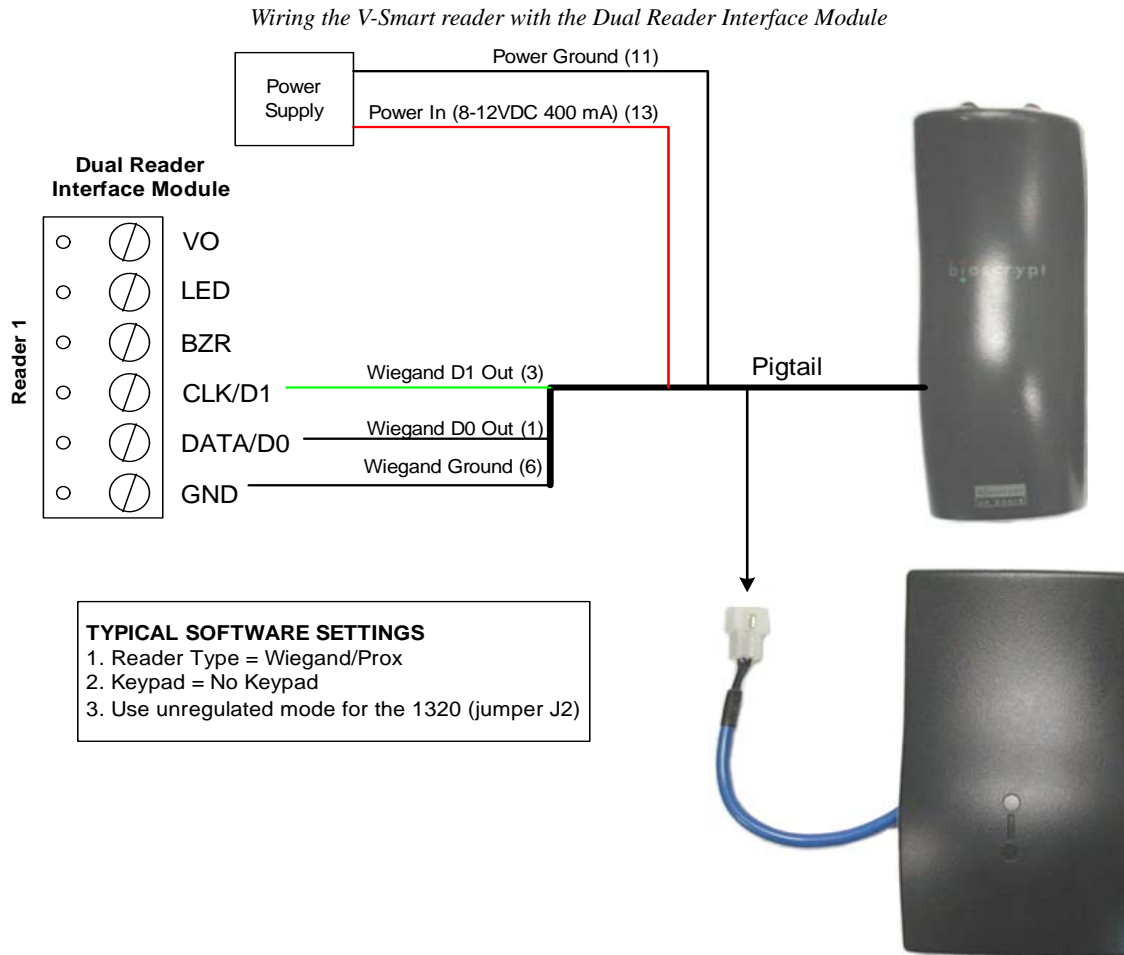 Wiring the V-Smart reader with the Dual Reader Interface Module
Power Ground (11)
Power
Supply
Power In (8-12VDC 400 mA) (13)
Dual Reader
Interface Module
Reader 1
VO
LED
BZR
CLK/D1
DATA/D0
GND
Wiegand D1 Out (3)
Wiegand D0 Out (1)
Wiegand Ground (6)
Pigtail
bioscrypt
TYPICAL SOFTWARE SETTINGS
1. Reader Type = Wiegand/Prox
2. Keypad = No Keypad
3. Use unregulated mode for the 1320 (jumper J2)